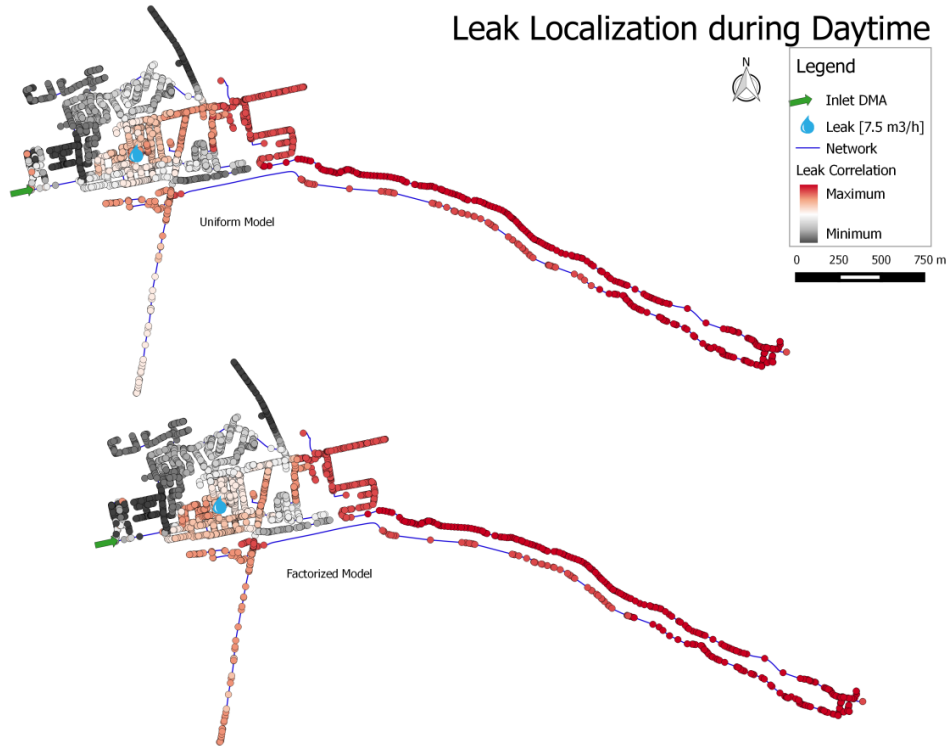 Leak Localization during Daytime
N
Legend
Inlet DMA
Leak [7.5 m3/h]
Network
Leak Correlation
Maximum
Minimum
0 250 500 750 m
Uniform Model
Factorized Model